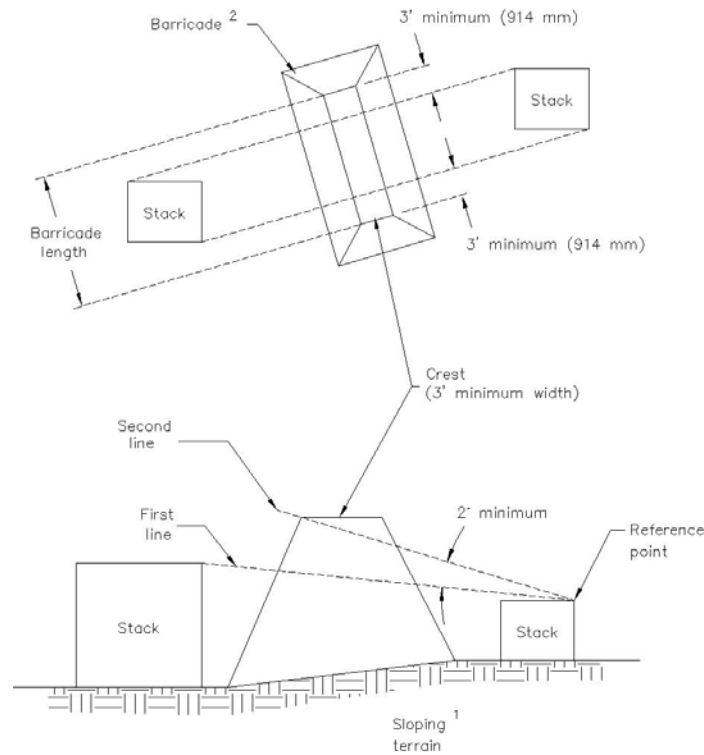 Barricade 2
3' minimum (914 mm)
Stack
Stack
Barricade
length
3' minimum (914 mm)
Crest
(3' minimum width)
Second
line
First
line
2° minimum
Reference
point
Stack
Stack
Sloping 1
terrain